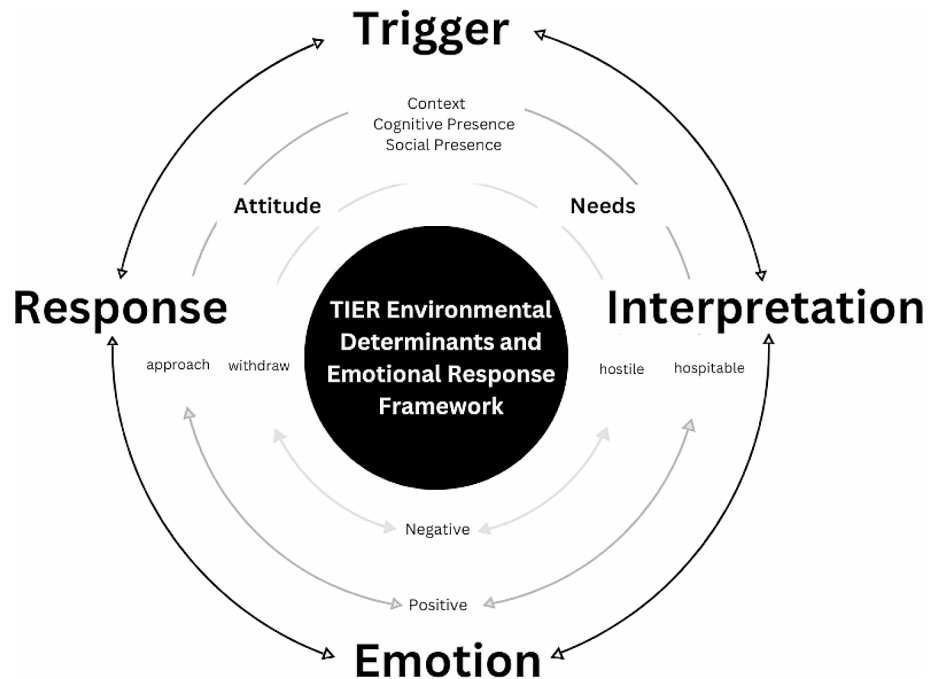 Trigger
Context
Cognitive Presence
Social Presence
Attitude
Needs
Response
Interpretation
TIER Environmental
Determinants and
Emotional Response
Framework
approach
withdraw
hostile
hospitable
Negative
Positive
Emotion